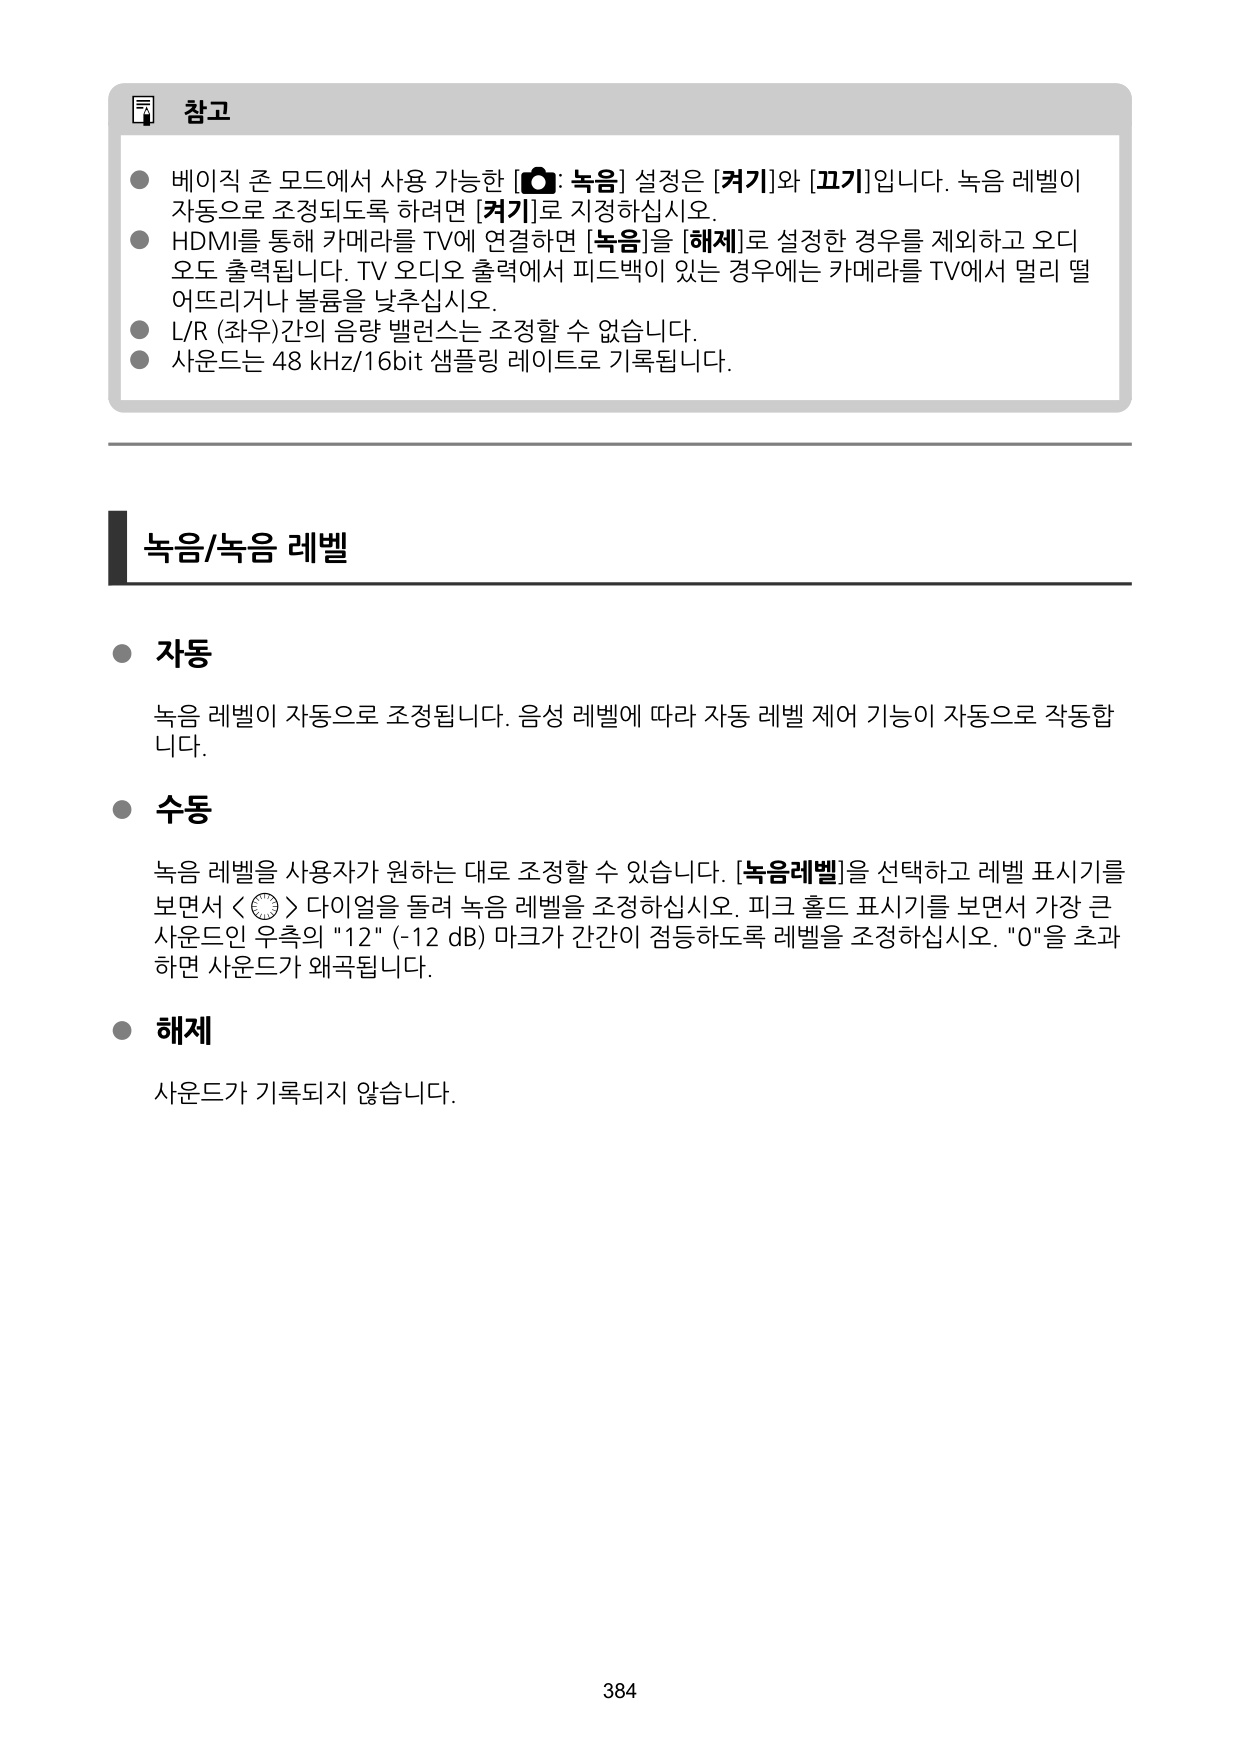 참고
● 베이직 존 모드에서 사용 가능한 [: 녹음] 설정은 [켜기]와 [끄기]입니다. 녹음 레벨이
자동으로 조정되도록 하려면 [켜기]로 지정하십시오.
● HDMI를 통해 카메라를 TV에 연결하면 [녹음]을 [해제]로 설정한 경우를 제외하고 오디
오도 출력됩니다. TV 오디오 출력에서 피드백이 있는 경우에는 카메라를 TV에서 멀리 떨
어뜨리거나 볼륨을 낮추십시오.
● L/R (좌우)간의 음량 밸런스는 조정할 수 없습니다.
● 사운드는 48 kHz/16bit 샘플링 레이트로 기록됩니다.
녹음/녹음 레벨
● 자동
녹음 레벨이 자동으로 조정됩니다. 음성 레벨에 따라 자동 레벨 제어 기능이 자동으로 작동합
니다.
● 수동
녹음 레벨을 사용자가 원하는 대로 조정할 수 있습니다. [녹음레벨]을 선택하고 레벨 표시기를
보면서 < > 다이얼을 돌려 녹음 레벨을 조정하십시오. 피크 홀드 표시기를 보면서 가장 큰
사운드인 우측의 "12" (-12 dB) 마크가 간간이 점등하도록 레벨을 조정하십시오. "0"을 초과
하면 사운드가 왜곡됩니다.
● 해제
사운드가 기록되지 않습니다.
384